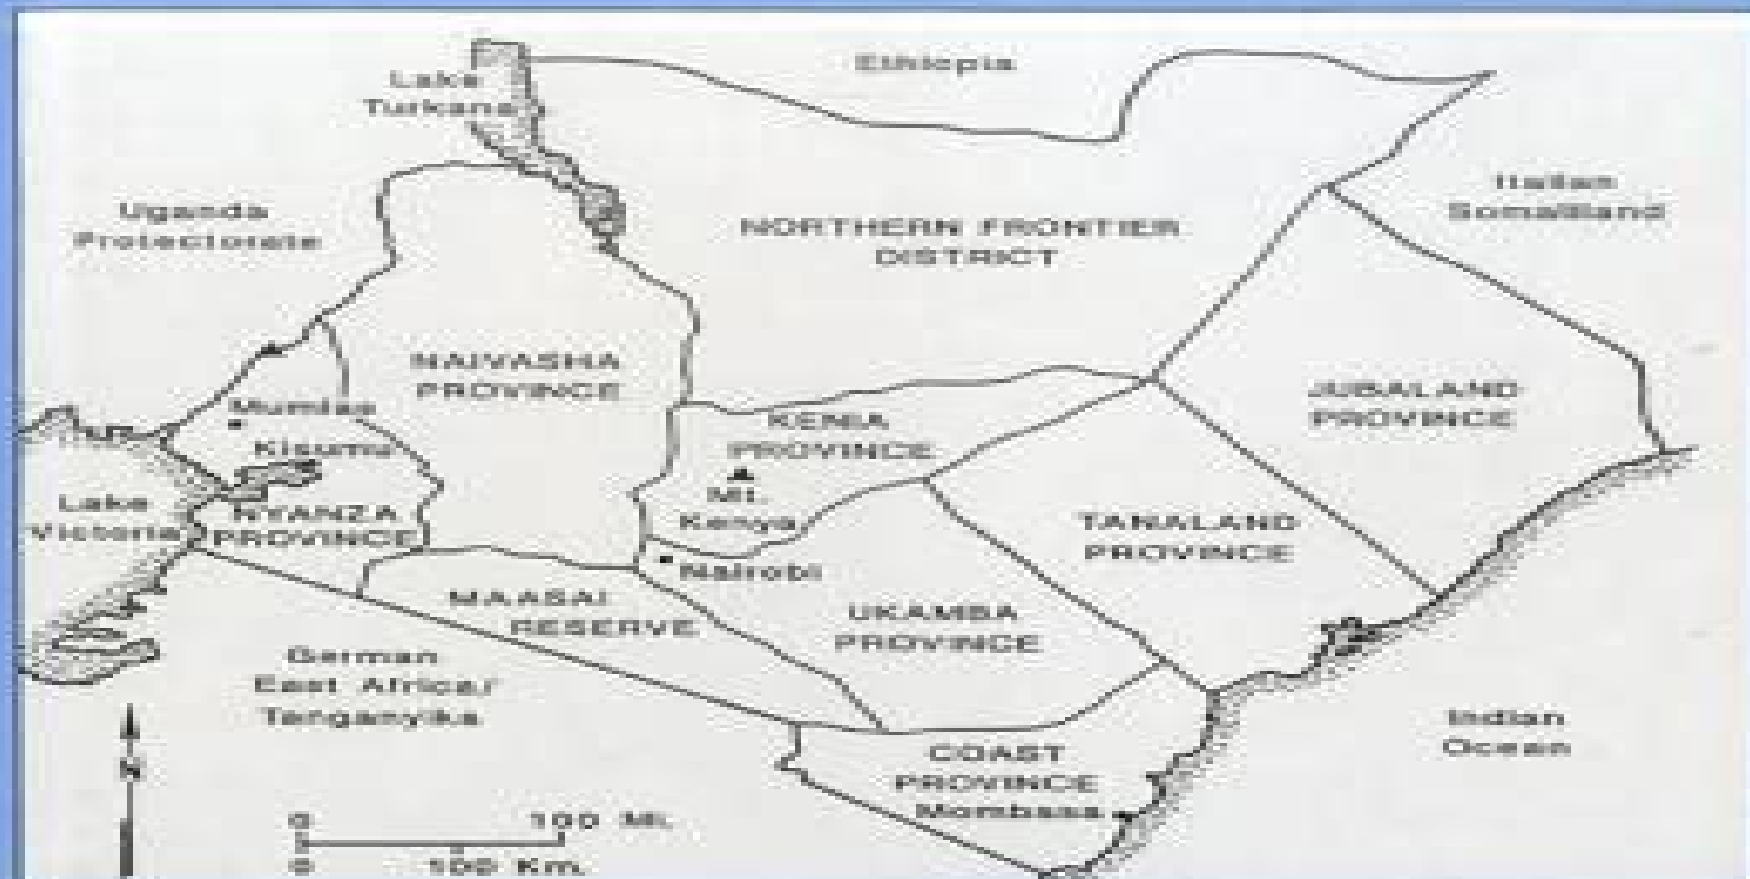 Ethiopia
Lake
Turkana
Italian
Somaliland
Uganda
Protectorate
NORTHERN FRONTIER
DISTRICT
NAIVASHA
PROVINCE
JUBALAND
PROVINCE
Mumias
KENIA
PROVINCE
Kisumu
Mt.
Kenya
Lake
Victoria
NYANZA
PROVINCE
TANALAND
PROVINCE
Nairobi
MAASAI
RESERVE
UKAMBA
PROVINCE
German
East Africa/
Tanganyika
Indian
Ocean
N
COAST
PROVINCE
Mombasa
0 100 Mi.
0 100 Km.